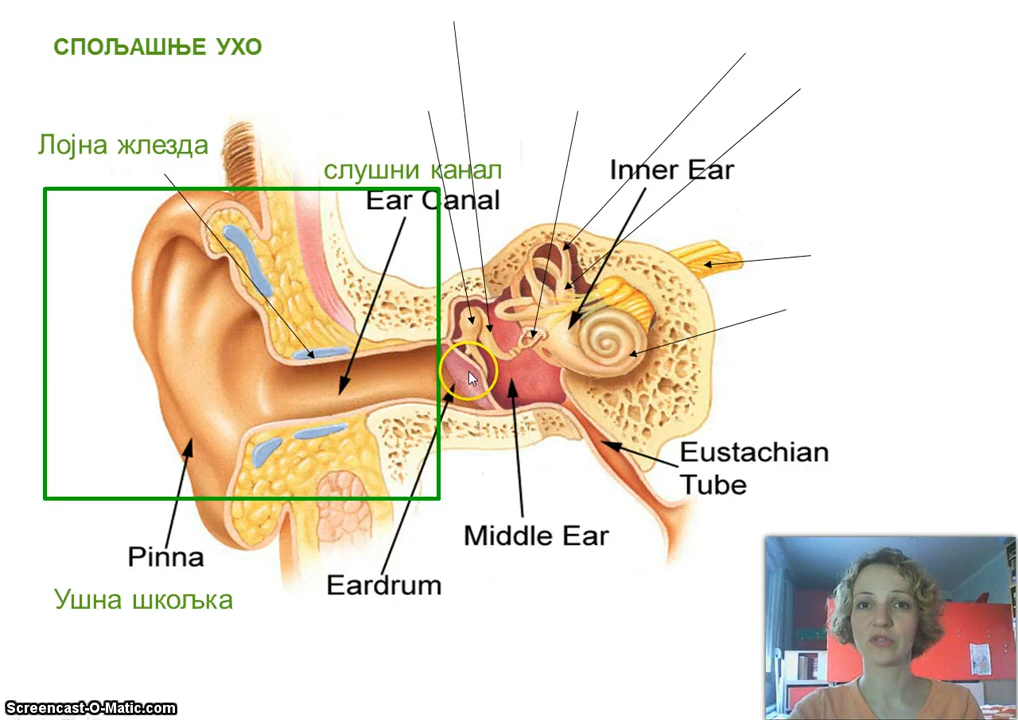 СПОЉАШЊЕ УХО
Лојна жлезда
слушни канал
Ear Canal
Inner Ear
Eustachian
Tube
Middle Ear
Pinna
Eardrum
Ушна шкољка
Screencast-O-Matic.com